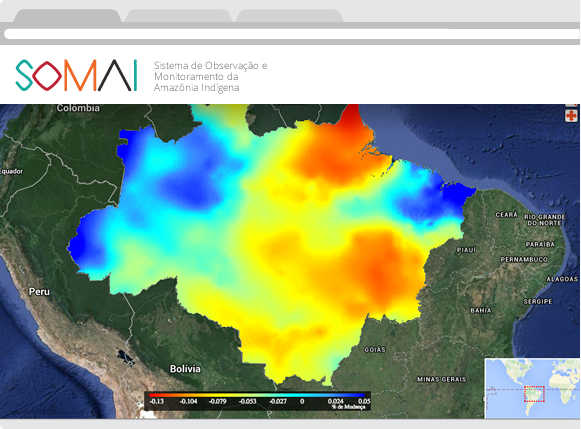 SOMAI
Sistema de Observação e
Monitoramento da
Amazônia Indígena
Colombia
Equador
CEARÁ
RIO GRANDE
DO NORTE
PIAUÍ
PARAÍBA
PERNAMBUCO
ALAGOAS
SERGIPE
BAHIA
Peru
GOIÁS
Bolivia
MINAS GERAIS
-0.13 -0.104 -0.079 -0.053 -0.027 0 0.024 0.05
% de Mudança